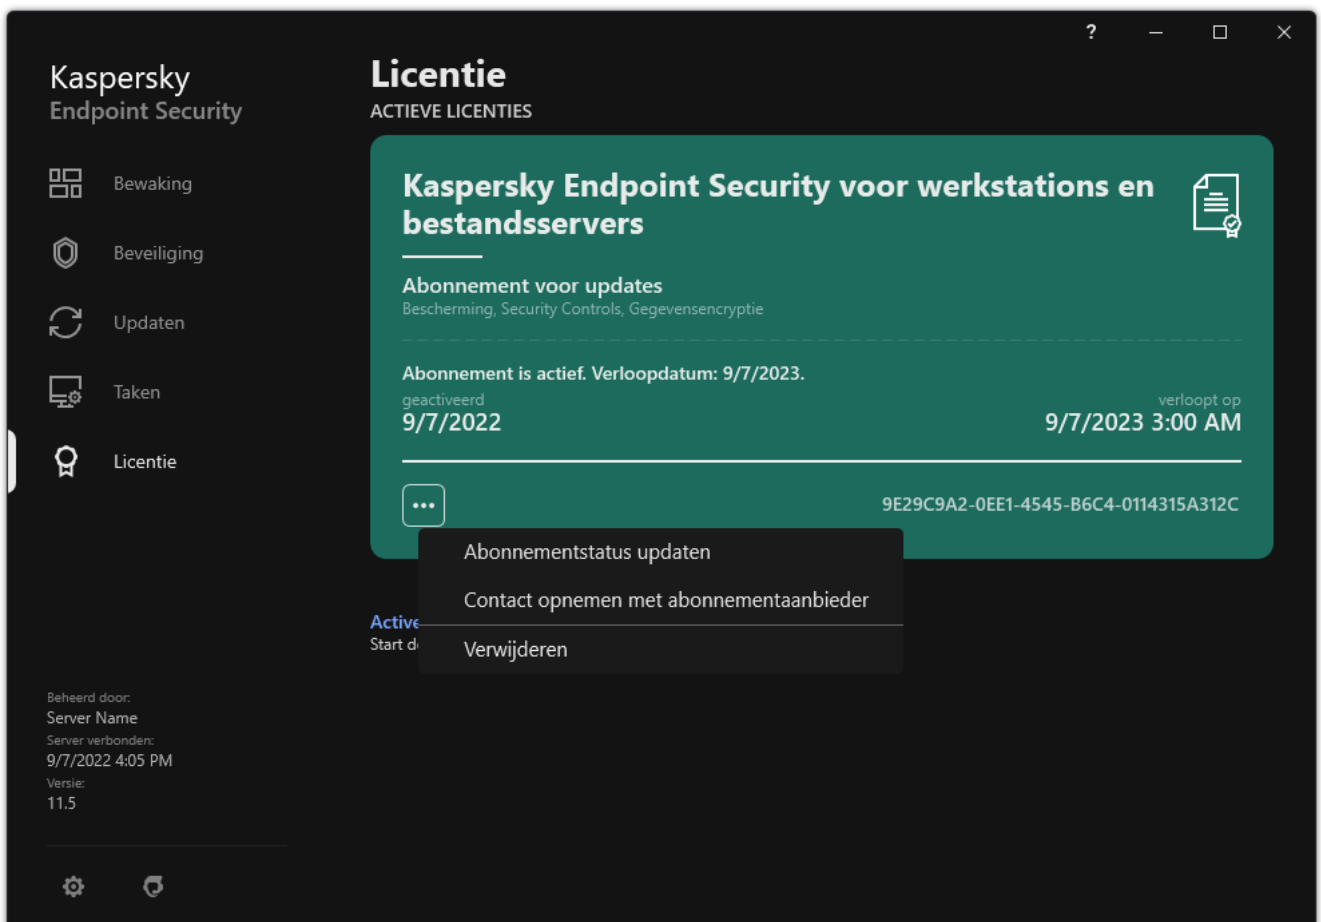 ?
Kaspersky
Endpoint Security
Bewaking
Beveiliging
Updaten
Taken
Licentie
Beheerd door:
Server Name
Server verbonden:
9/7/2022 4:05 PM
Versie:
11.5
Licentie
ACTIEVE LICENTIES
Kaspersky Endpoint Security voor werkstations en
bestandsservers
Abonnement voor updates
Bescherming, Security Controls, Gegevensencryptie
Abonnement is actief. Verloopdatum: 9/7/2023.
geactiveerd
9/7/2022
verloopt op
9/7/2023 3:00 AM
9E29C9A2-0EE1-4545-B6C4-0114315A312C
Abonnementstatus updaten
Contact opnemen met abonnementaanbieder
Verwijderen
Start